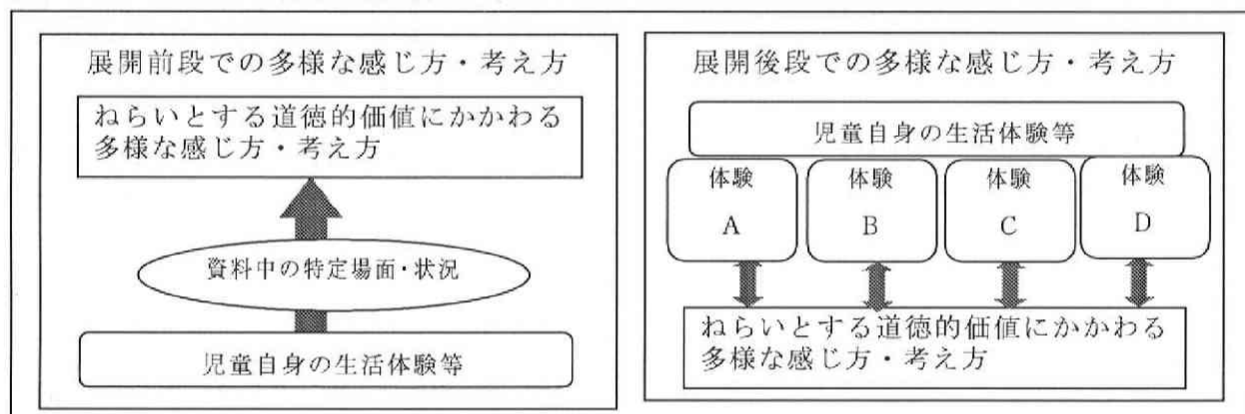 展開前段での多様な感じ方・考え方
ねらいとする道徳的価値にかかわる
多様な感じ方・考え方
資料中の特定場面・状況
児童自身の生活体験等
展開後段での多様な感じ方・考え方
児童自身の生活体験等
体験
A
体験
B
体験
C
体験
D
ねらいとする道徳的価値にかかわる
多様な感じ方・考え方